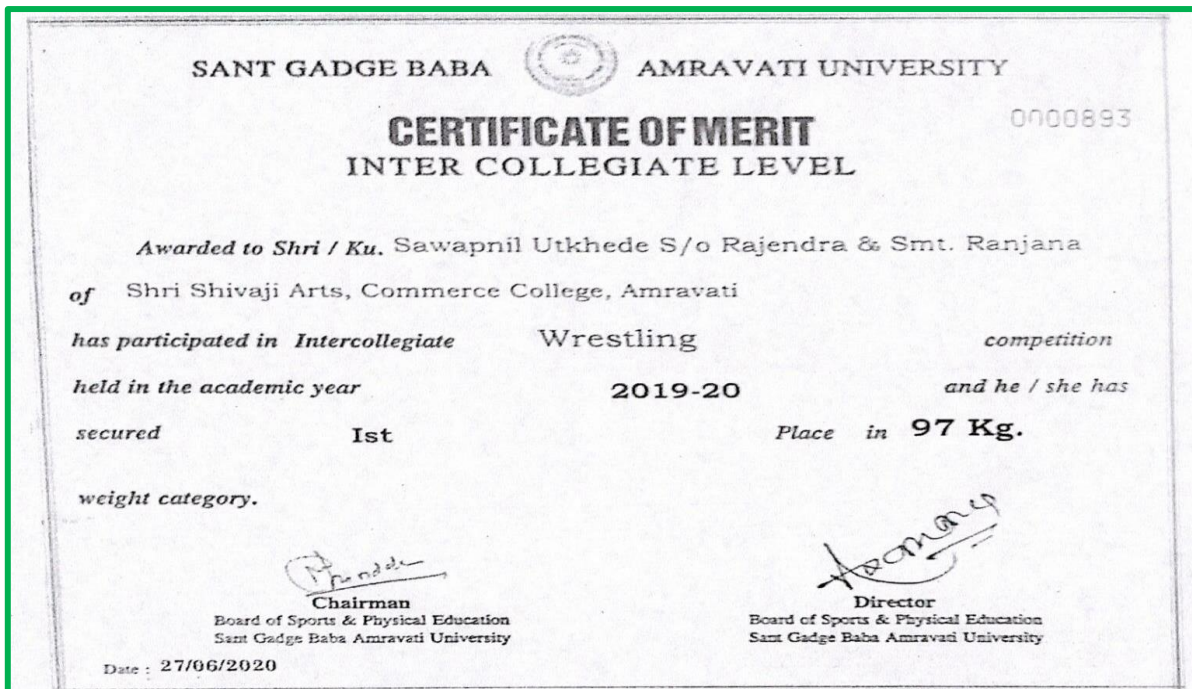 SANT GADGE BABA AMRAVATI UNIVERSITY
0000893
CERTIFICATE OF MERIT
INTER COLLEGIATE LEVEL
Awarded to Shri / Ku. Sawapnil Utkhede S/o Rajendra & Smt. Ranjana
of Shri Shivaji Arts, Commerce College, Amravati
has participated in Intercollegiate Wrestling competition
held in the academic year 2019-20 and he / she has
secured Ist Place in 97 Kg.
weight category.
Chairman Director
Board of Sports & Physical Education Board of Sports & Physical Education
Sant Gadge Baba Amravati University Sant Gadge Baba Amravati University
Date : 27/06/2020